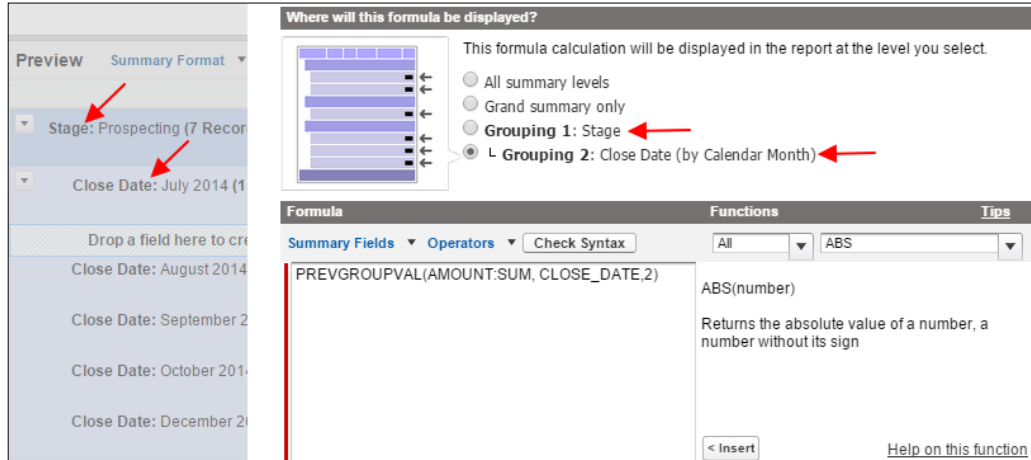 Preview Summary Format
Stage: Prospecting (7 Recor
Close Date: July 2014 (1
Drop a field here to cre
Close Date: August 2014
Close Date: September 2
Close Date: October 201
Close Date: December 20
Where will this formula be displayed?
This formula calculation will be displayed in the report at the level you select.
All summary levels
Grand summary only
Grouping 1: Stage
Grouping 2: Close Date (by Calendar Month)
Formula Functions Tips
Summary Fields Operators Check Syntax All ABS
PREVGROUPVAL(AMOUNT:SUM, CLOSE_DATE,2)
ABS(number)
Returns the absolute value of a number, a
number without its sign
< Insert Help on this function